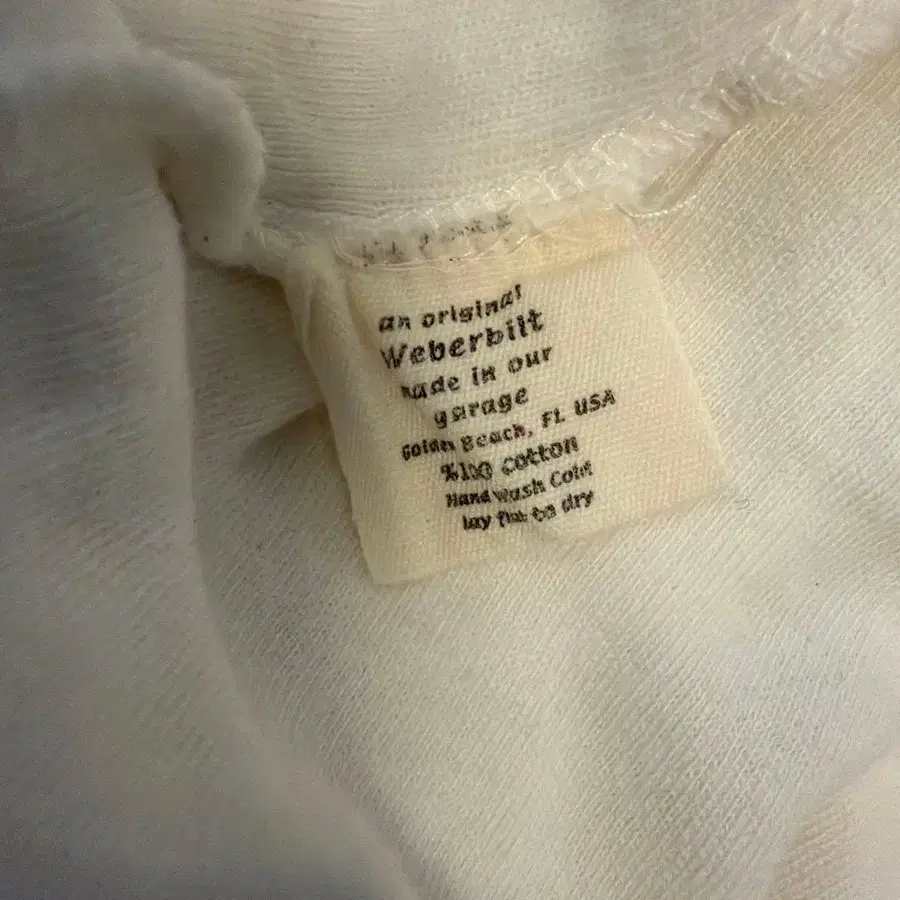 an original
Weberbilt
made in our
garage
Golden Beach, FL USA
%100 cotton
Hand Wash Cold
lay flat to dry